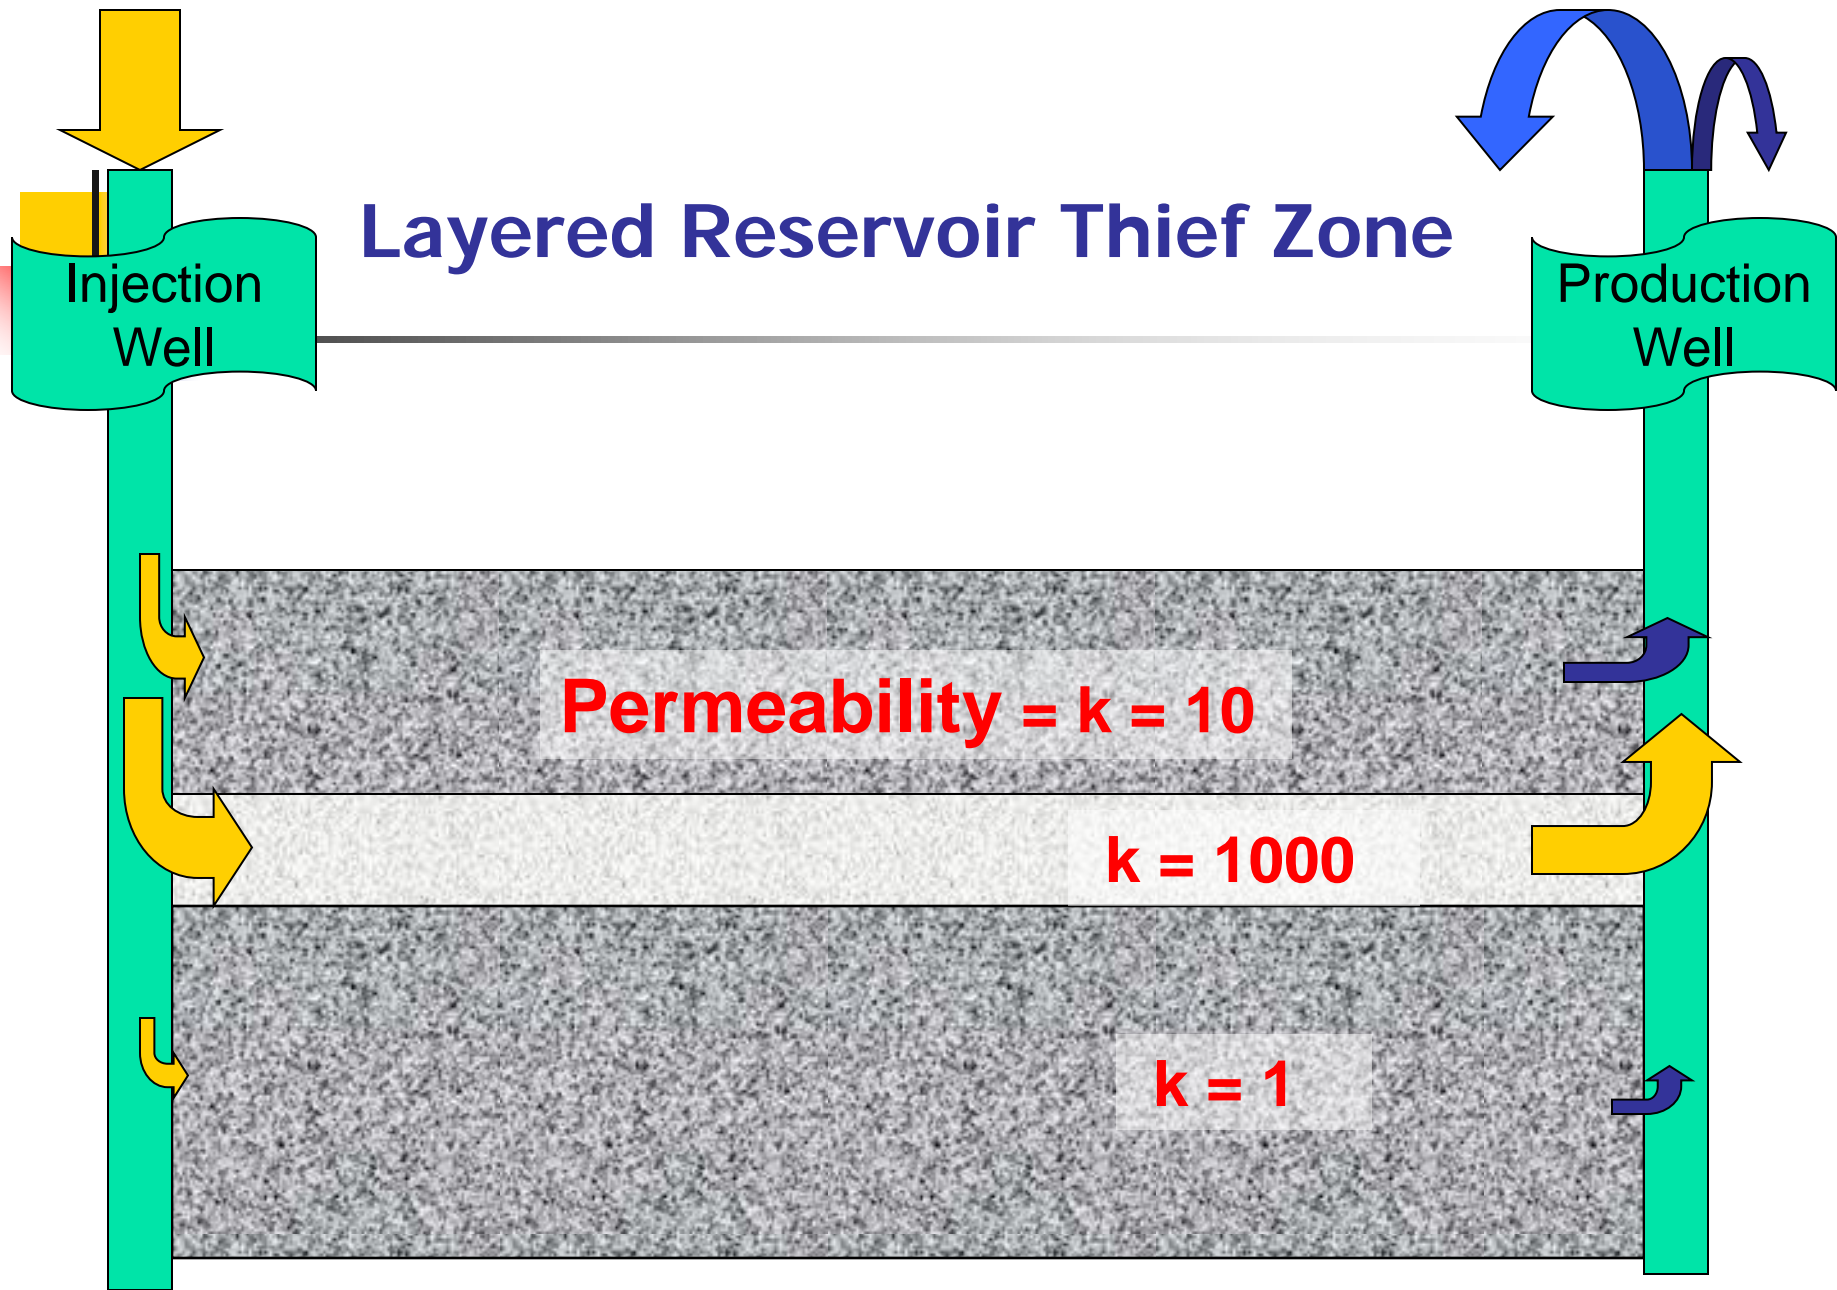 Layered Reservoir Thief Zone
Injection
Well
Production
Well
Permeability = k = 10
k = 1000
k = 1